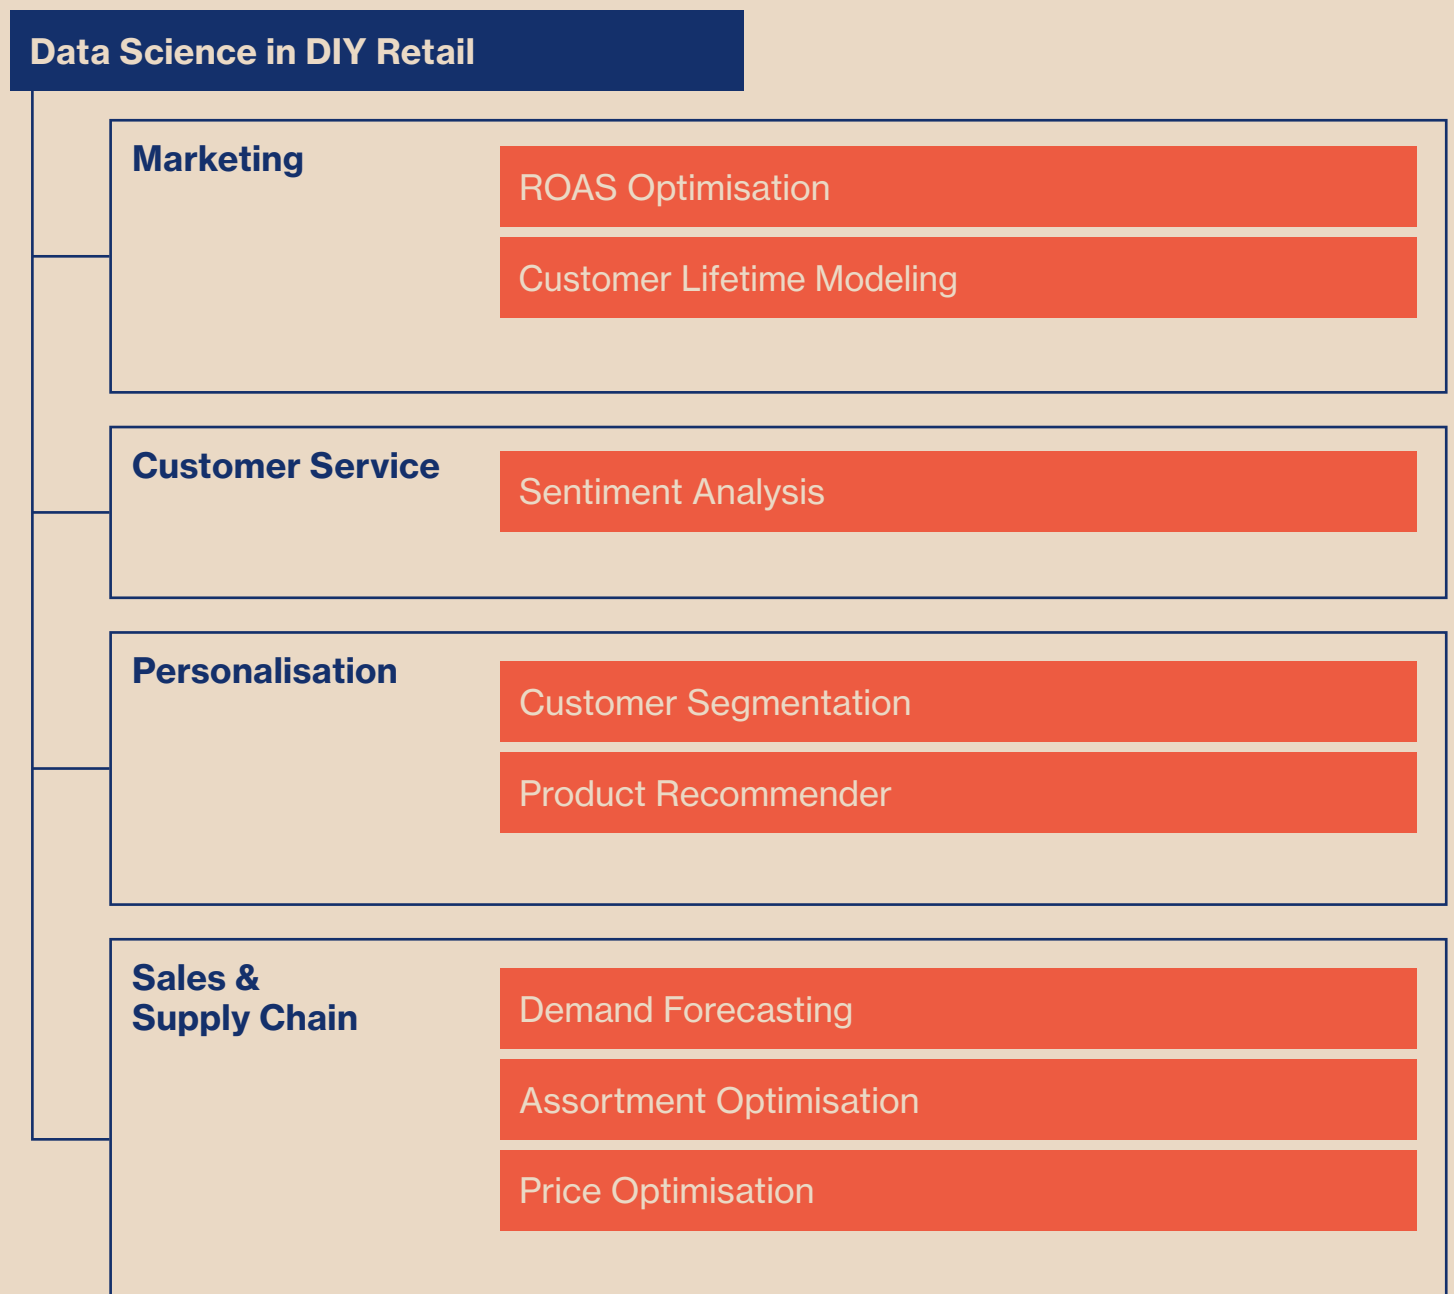 Data Science in DIY Retail
Marketing
ROAS Optimisation
Customer Lifetime Modeling
Customer Service
Sentiment Analysis
Personalisation
Customer Segmentation
Product Recommender
Sales &
Supply Chain
Demand Forecasting
Assortment Optimisation
Price Optimisation